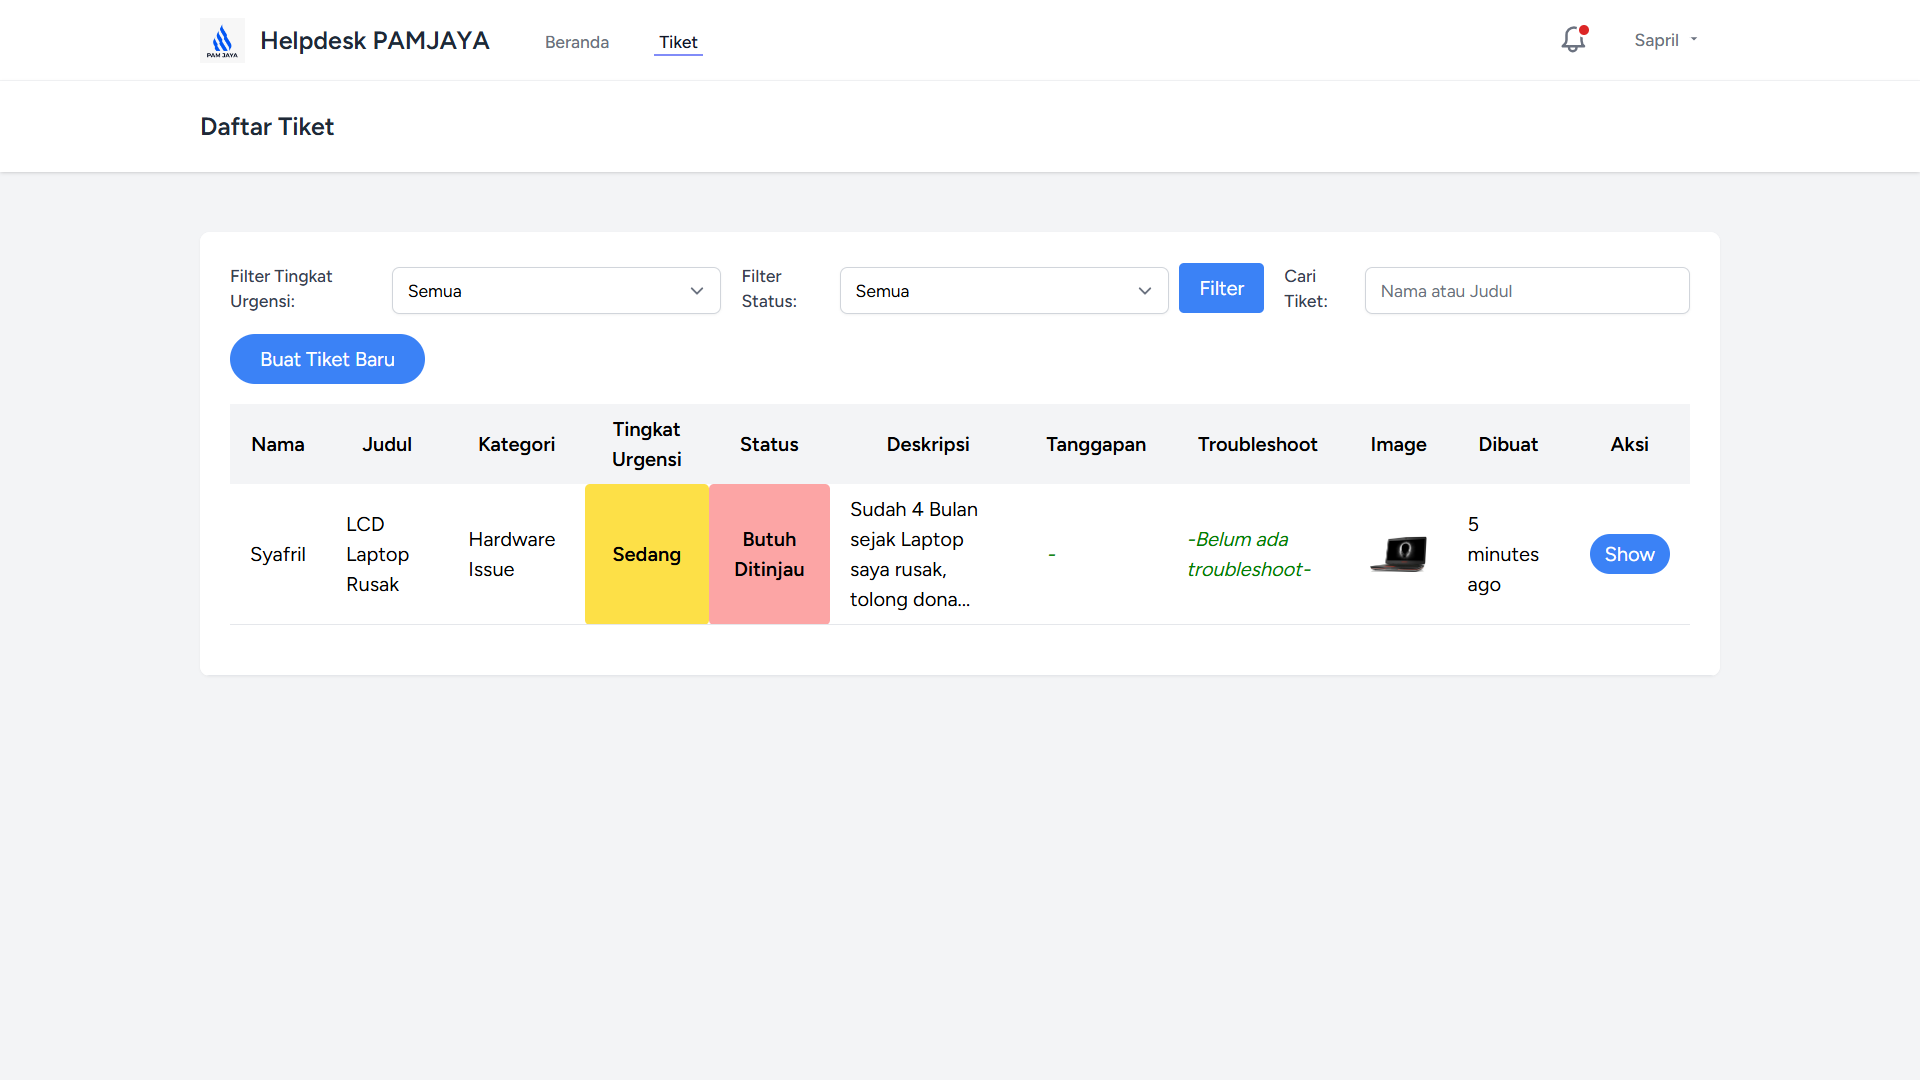 PAM JAYA
Helpdesk PAMJAYA
Beranda
Tiket
Sapril
Daftar Tiket
Filter Tingkat
Urgensi:
Semua
Filter
Status:
Semua
Filter
Cari
Tiket:
Nama atau Judul
Buat Tiket Baru
Nama
Judul
Kategori
Tingkat
Urgensi
Status
Deskripsi
Tanggapan
Troubleshoot
Image
Dibuat
Aksi
Syafril
LCD
Laptop
Rusak
Hardware
Issue
Sedang
Butuh
Ditinjau
Sudah 4 Bulan
sejak Laptop
saya rusak,
tolong dona...
-
-Belum ada
troubleshoot-
5
minutes
ago
Show